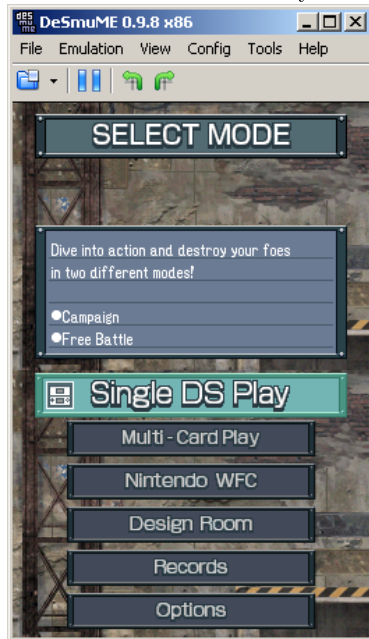 DeSmuME 0.9.8 x86
File Emulation View Config Tools Help
SELECT MODE
Dive into action and destroy your foes
in two different modes!
●Campaign
●Free Battle
Single DS Play
Multi-Card Play
Nintendo WFC
Design Room
Records
Options